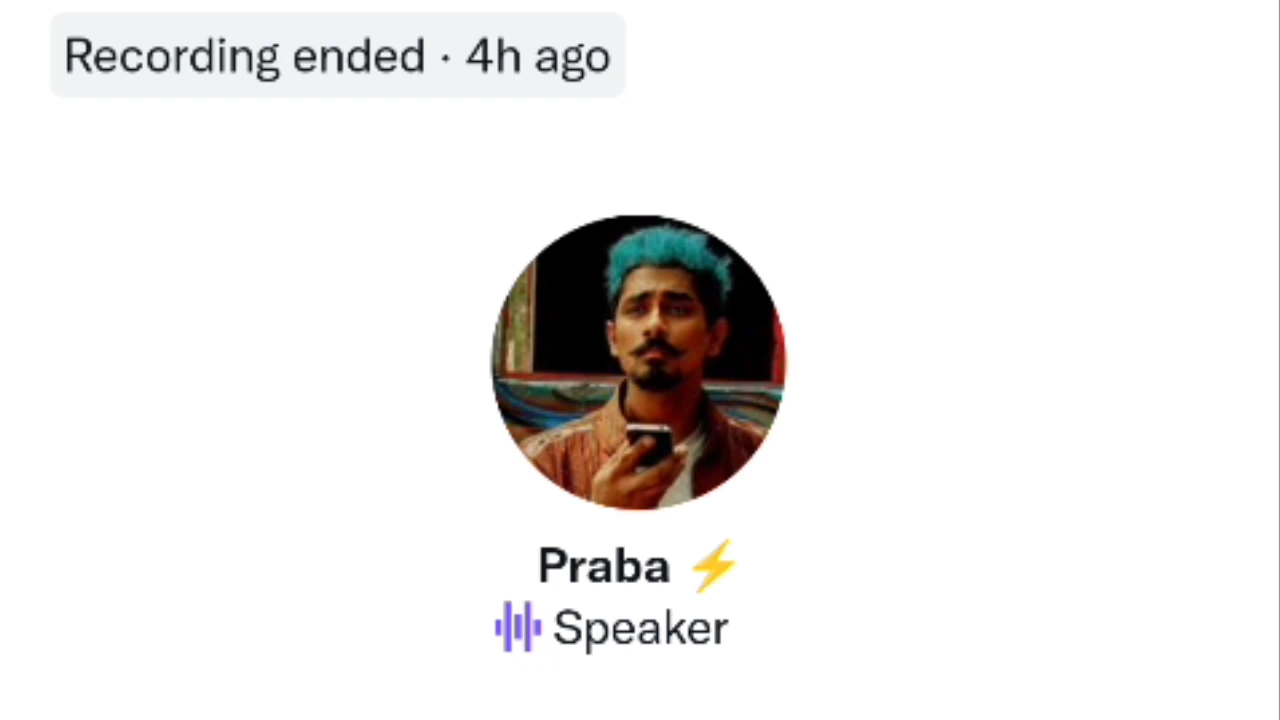 Recording ended · 4h ago
Praba ⚡
Speaker